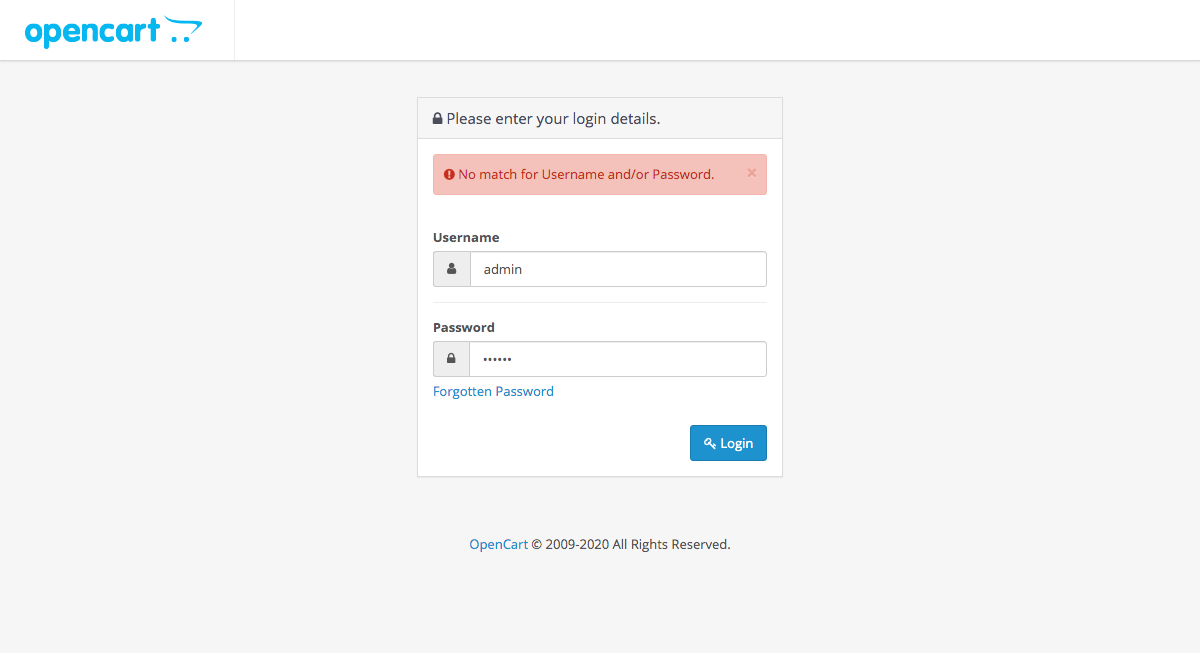 opencart
Please enter your login details.
No match for Username and/or Password. ×
Username
admin
Password
••••••
Forgotten Password
Login
OpenCart © 2009-2020 All Rights Reserved.